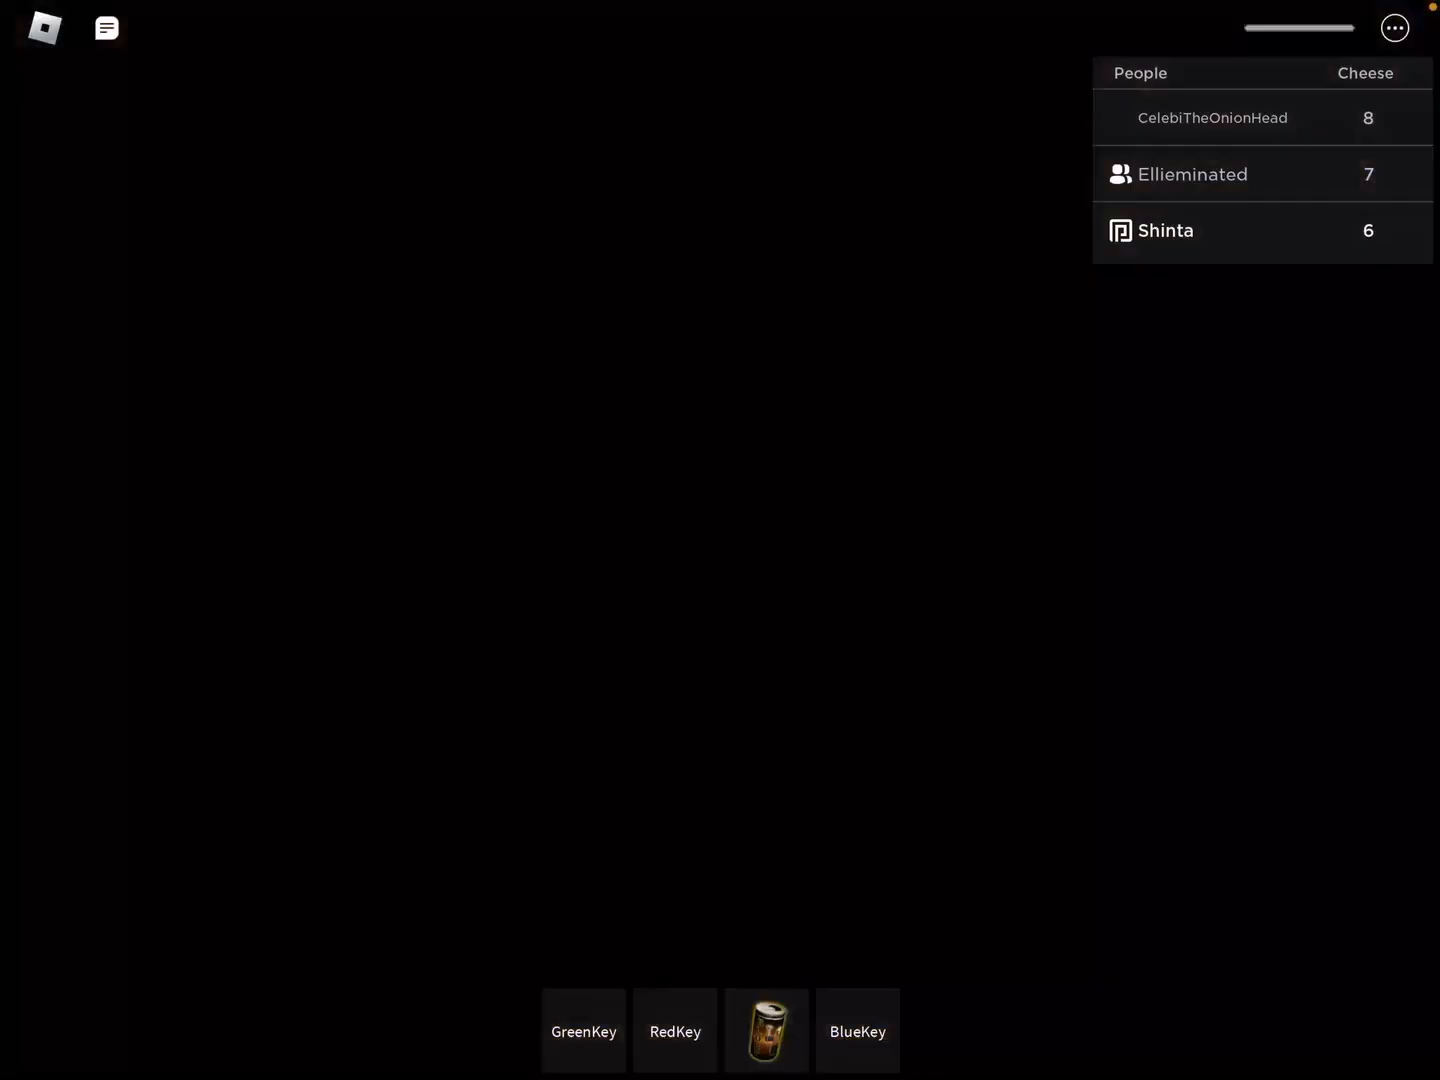 People Cheese
CelebiTheOnionHead 8
Ellieminated 7
Shinta 6
GreenKey RedKey BlueKey